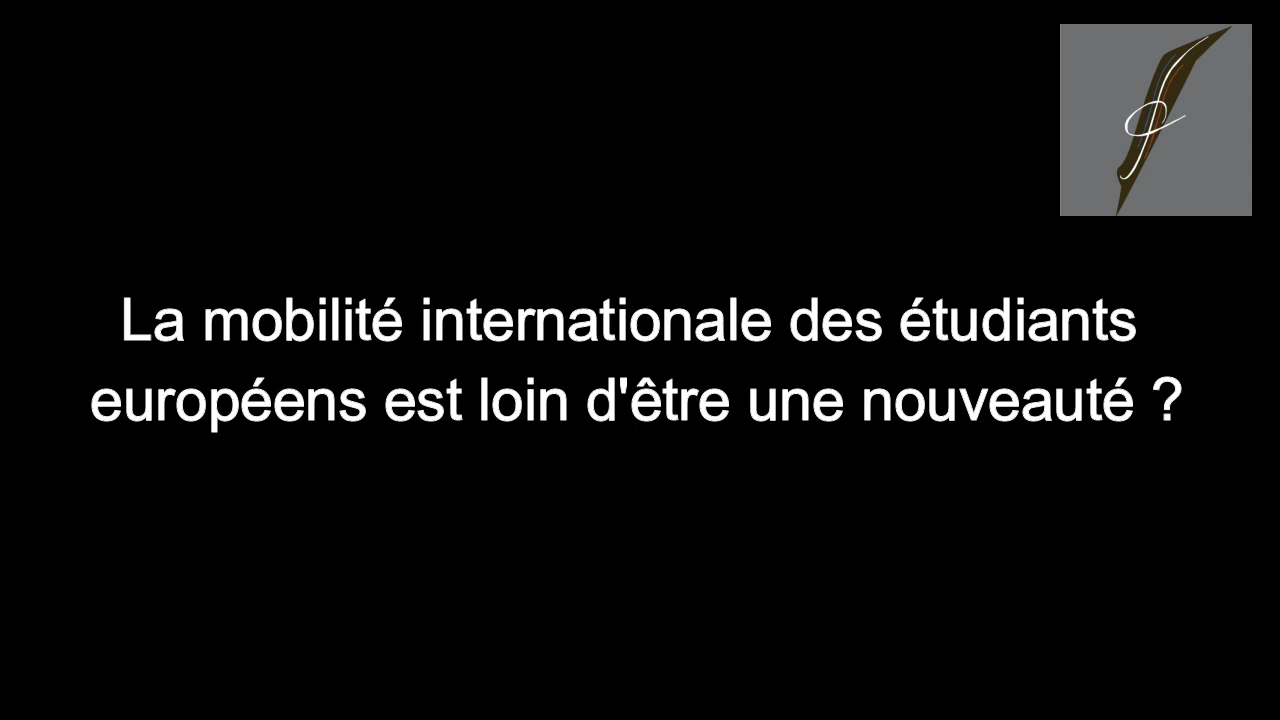 La mobilité internationale des étudiants
européens est loin d'être une nouveauté ?